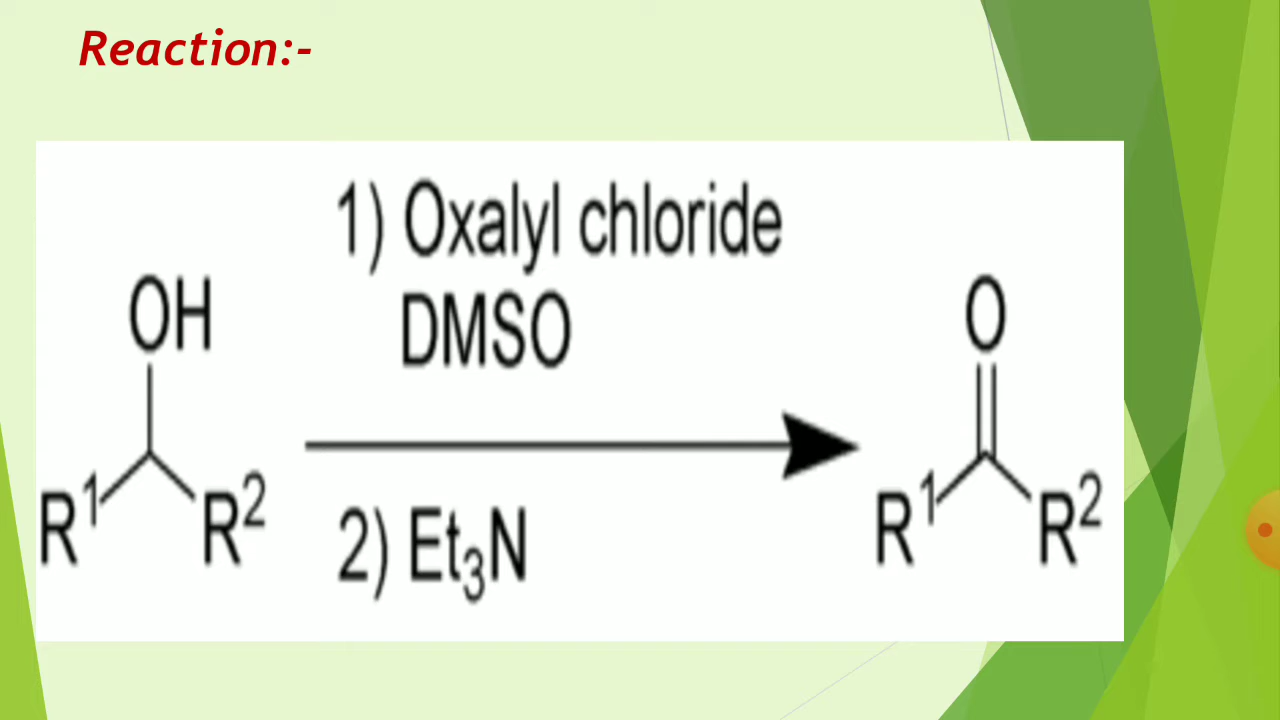 Reaction:-
1) Oxalyl chloride
DMSO
OH
O
R¹
R²
R¹
R²
2) Et₃N